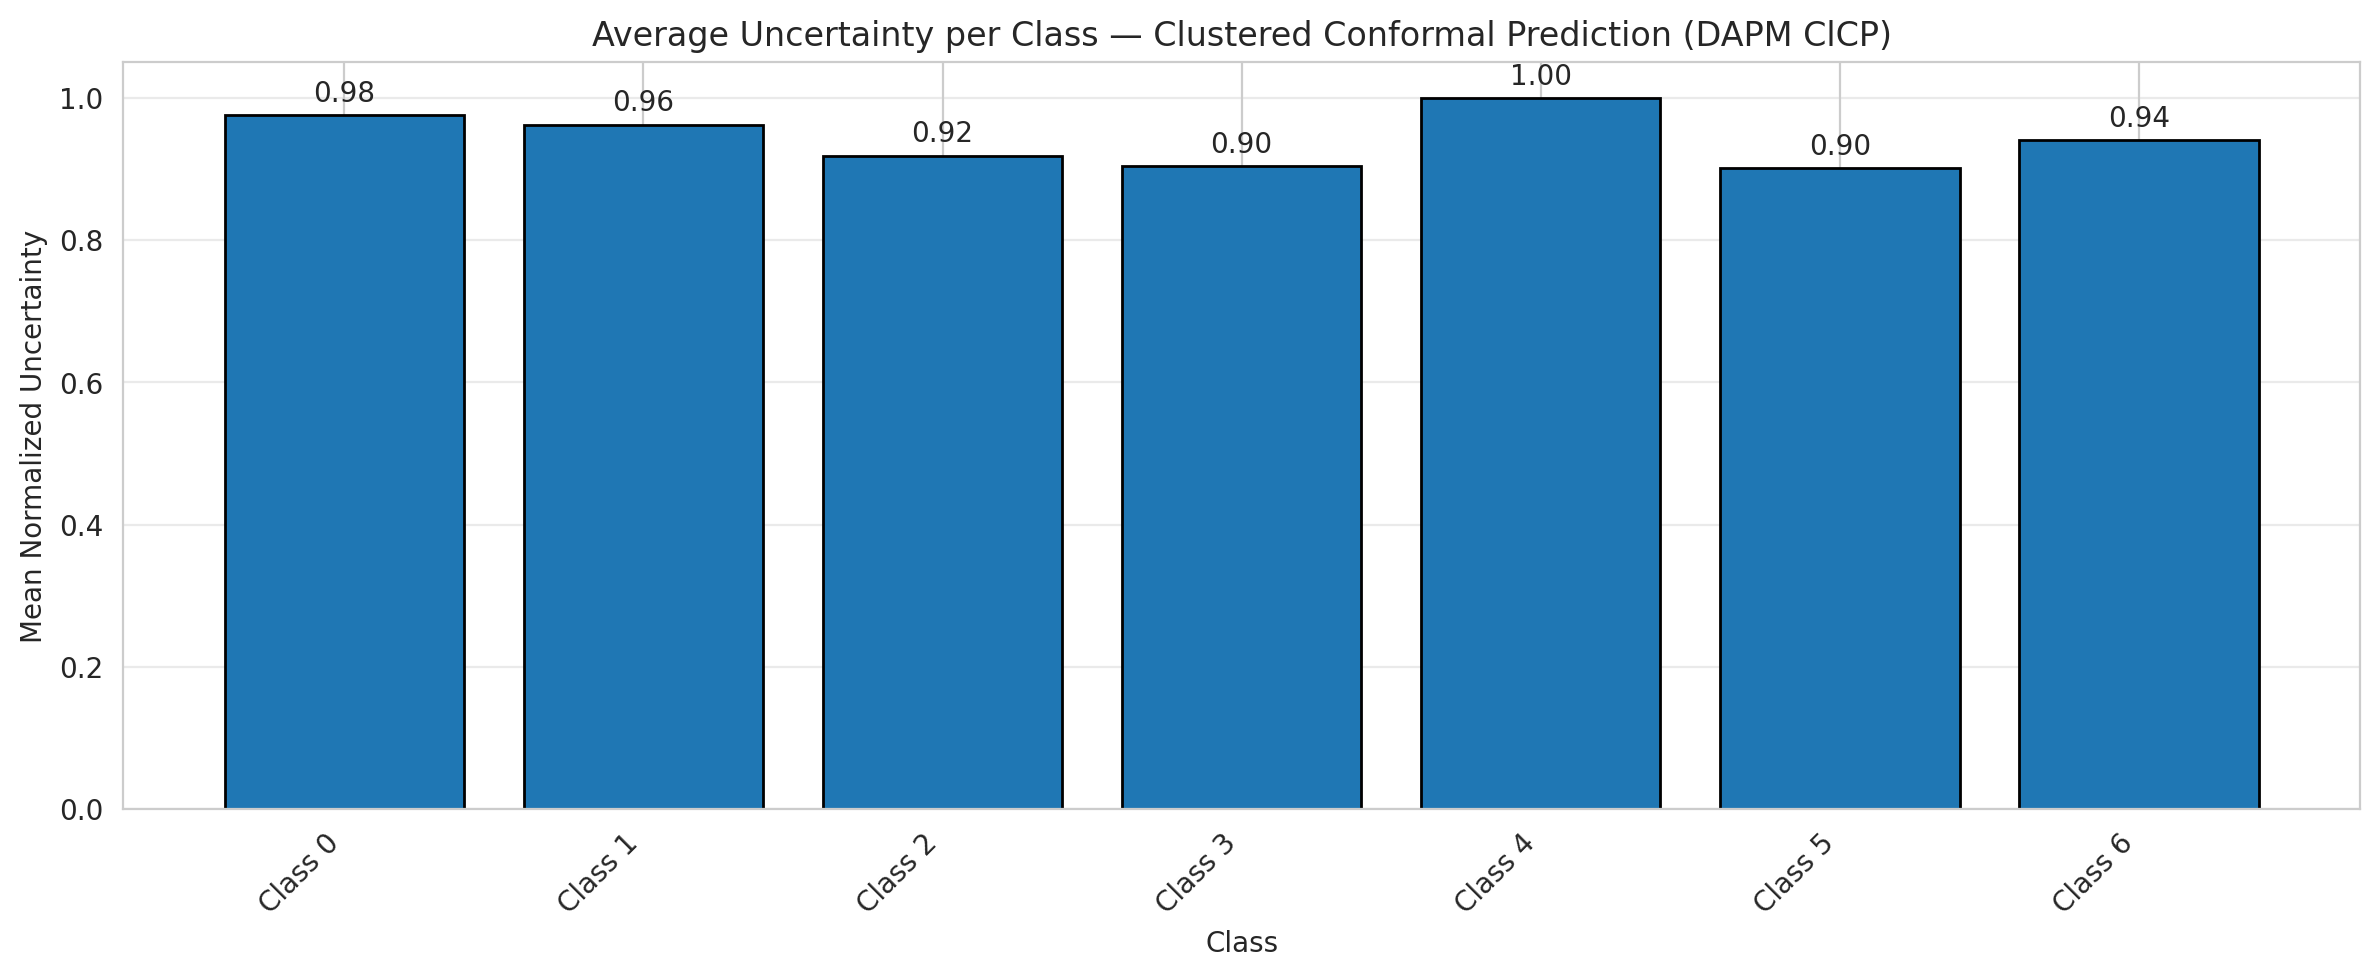 Average Uncertainty per Class — Clustered Conformal Prediction (DAPM ClCP)
Mean Normalized Uncertainty
1.0
0.8
0.6
0.4
0.2
0.0
0.98
0.96
0.92
0.90
1.00
0.90
0.94
Class 0
Class 1
Class 2
Class 3
Class 4
Class 5
Class 6
Class